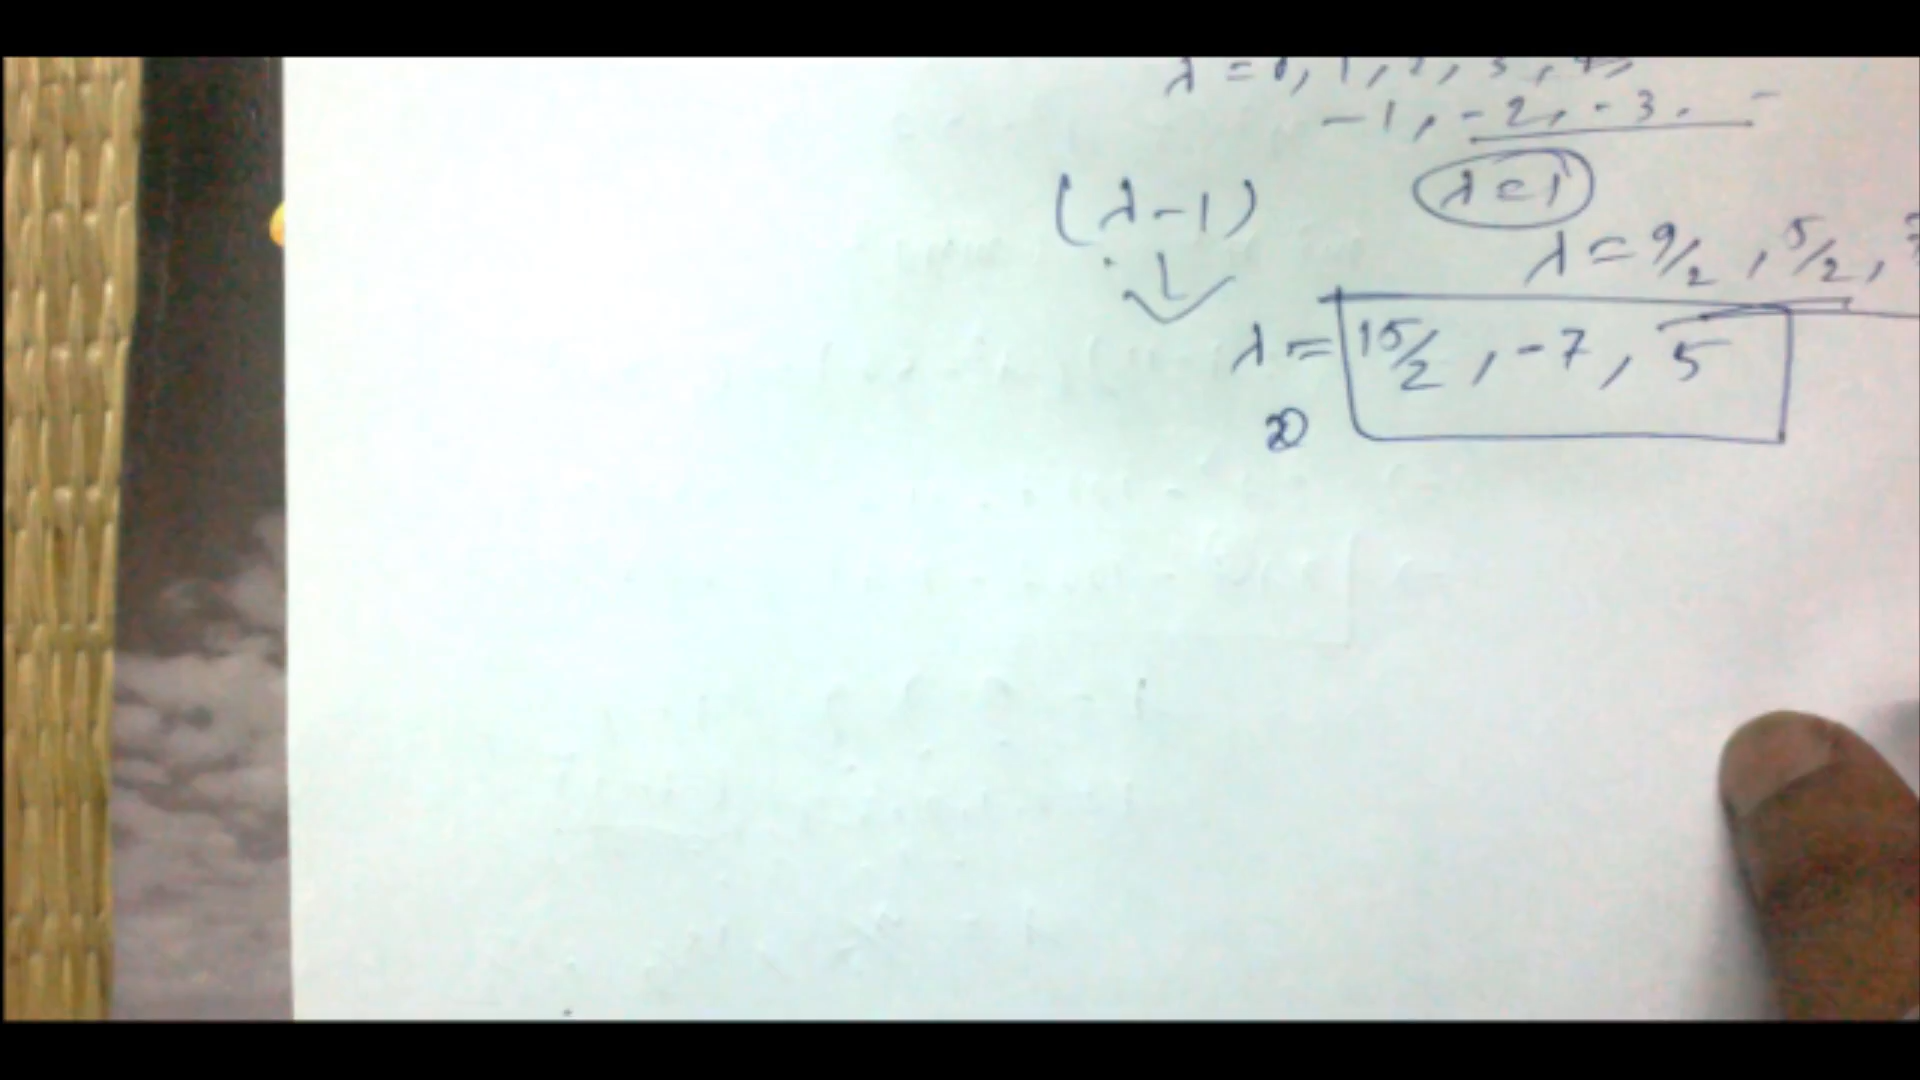 λ = 0, 1, 2, 3, 4,
-1, -2, -3. -
(λ-1) λ=1
λ = 9/2, 5/2,
λ = 15/2, -7, 5